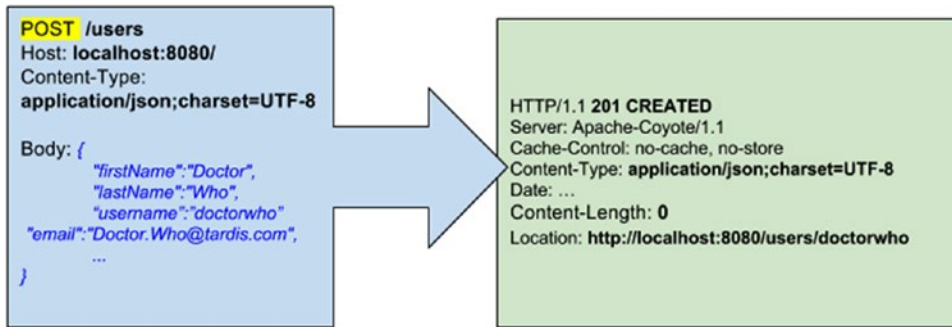 POST /users
Host: localhost:8080/
Content-Type:
application/json;charset=UTF-8
Body: {
"firstName":"Doctor",
"lastName":"Who",
“username”:”doctorwho”
"email":"Doctor.Who@tardis.com",
...
}
HTTP/1.1 201 CREATED
Server: Apache-Coyote/1.1
Cache-Control: no-cache, no-store
Content-Type: application/json;charset=UTF-8
Date: …
Content-Length: 0
Location: http://localhost:8080/users/doctorwho